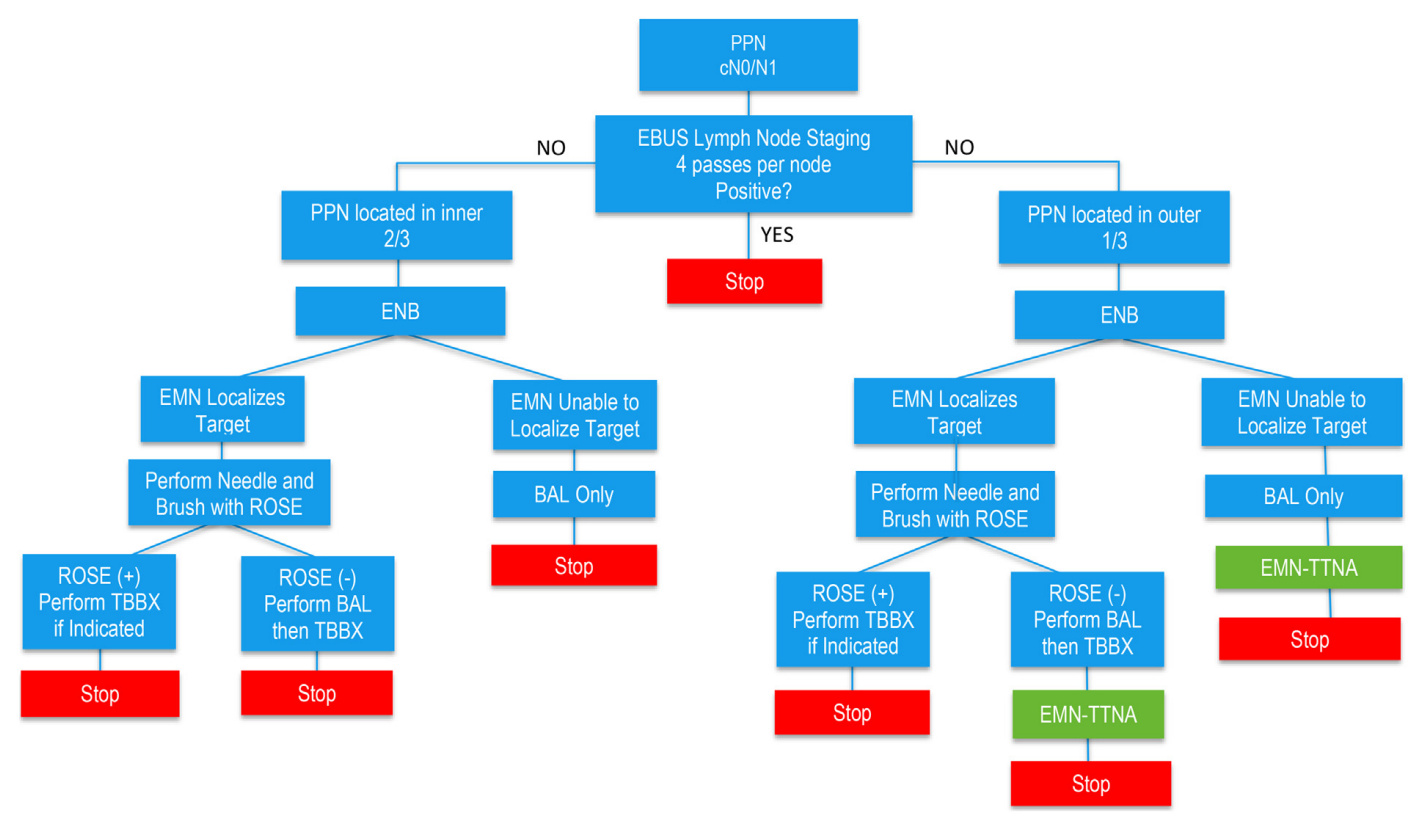 PPN
cN0/N1
EBUS Lymph Node Staging
4 passes per node
Positive?
NO
NO
YES
Stop
PPN located in inner
2/3
ENB
EMN Localizes
Target
EMN Unable to
Localize Target
Perform Needle and
Brush with ROSE
BAL Only
Stop
ROSE (+)
Perform TBBX
if Indicated
ROSE (-)
Perform BAL
then TBBX
Stop
Stop
PPN located in outer
1/3
ENB
EMN Localizes
Target
EMN Unable to
Localize Target
Perform Needle and
Brush with ROSE
BAL Only
EMN-TTNA
Stop
ROSE (+)
Perform TBBX
if Indicated
ROSE (-)
Perform BAL
then TBBX
Stop
EMN-TTNA
Stop